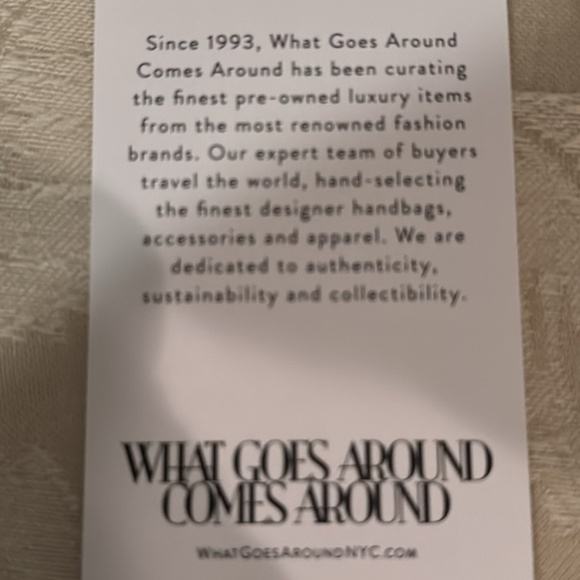 Since 1993, What Goes Around
Comes Around has been curating
the finest pre-owned luxury items
from the most renowned fashion
brands. Our expert team of buyers
travel the world, hand-selecting
the finest designer handbags,
accessories and apparel. We are
dedicated to authenticity,
sustainability and collectibility.
WHAT GOES AROUND
COMES AROUND
WHATGOESAROUNDNYC.COM